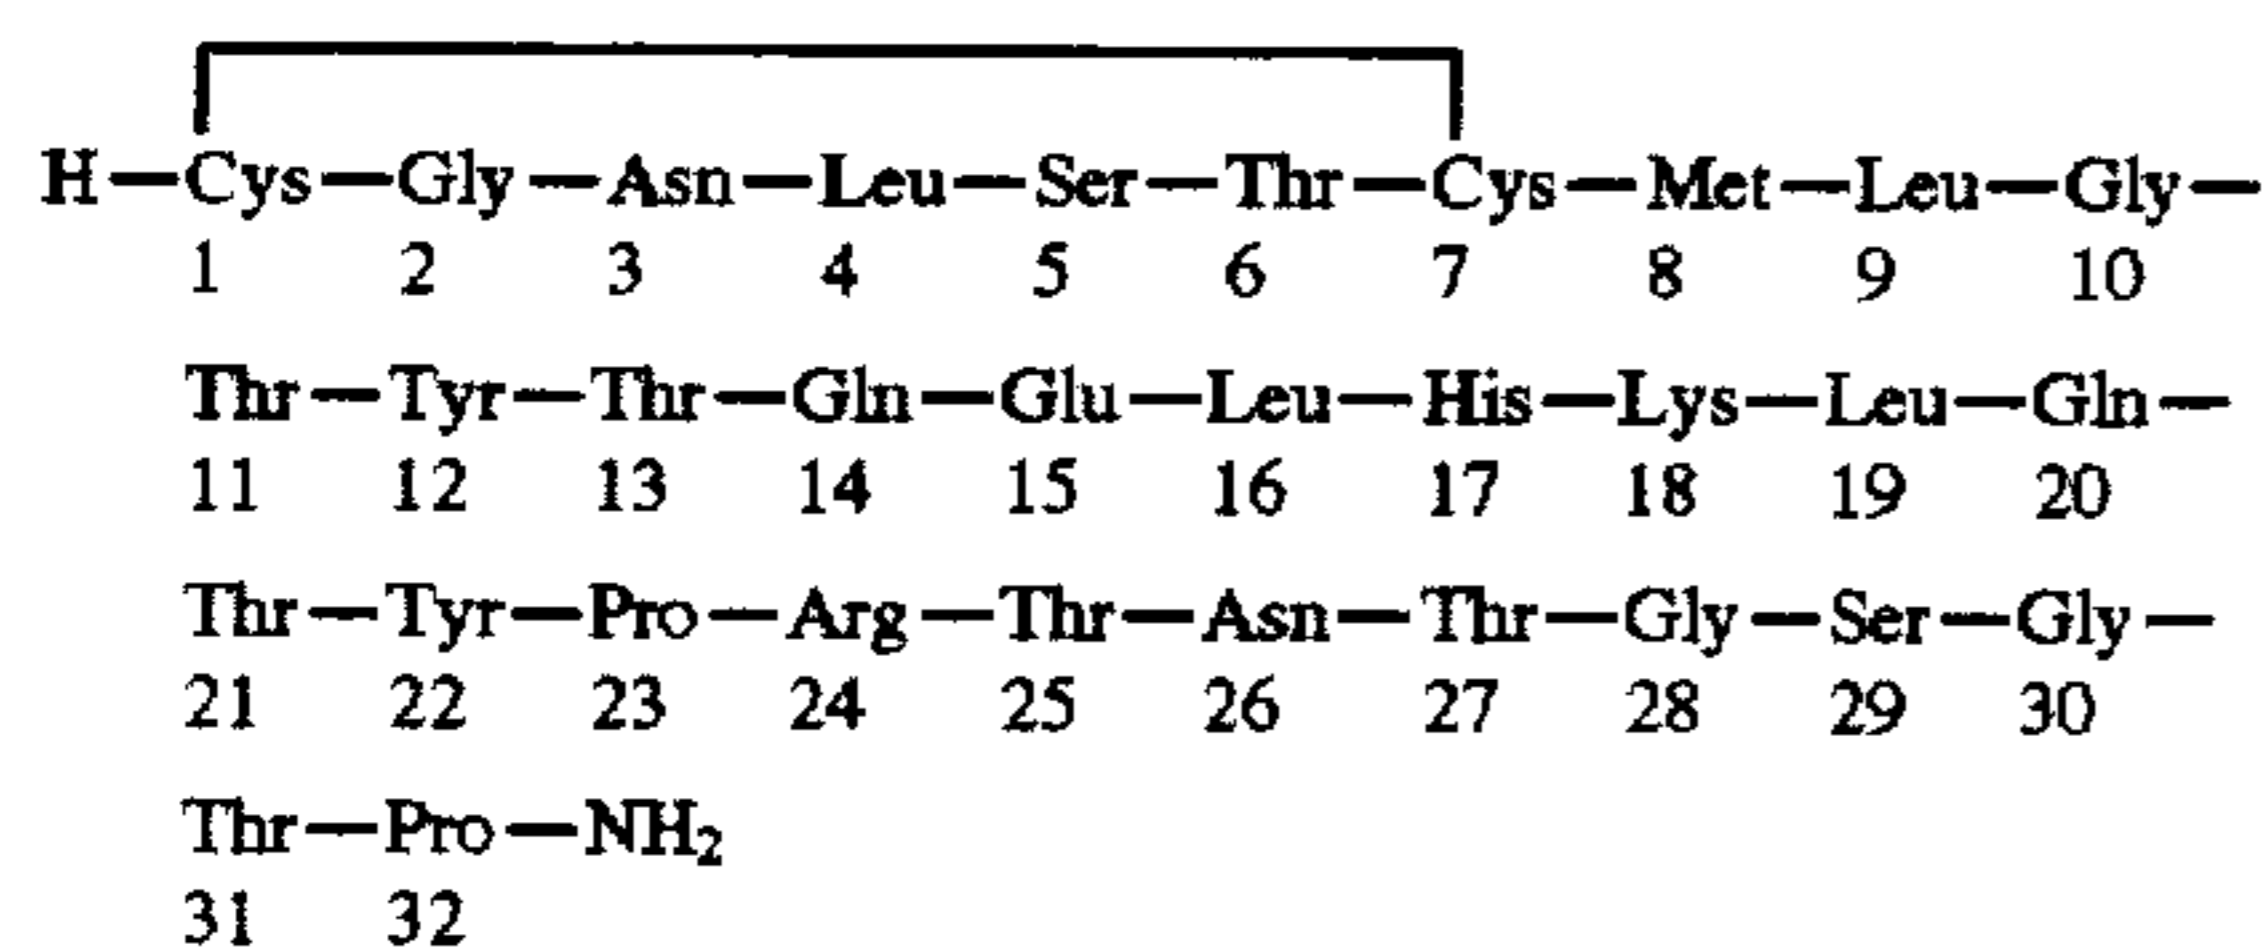 H—Cys—Gly—Asn—Leu—Ser—Thr—Cys—Met—Leu—Gly—
1 2 3 4 5 6 7 8 9 10
Thr—Tyr—Thr—Gln—Glu—Leu—His—Lys—Leu—Gln—
11 12 13 14 15 16 17 18 19 20
Thr—Tyr—Pro—Arg—Thr—Asn—Thr—Gly—Ser—Gly—
21 22 23 24 25 26 27 28 29 30
Thr—Pro—NH₂
31 32